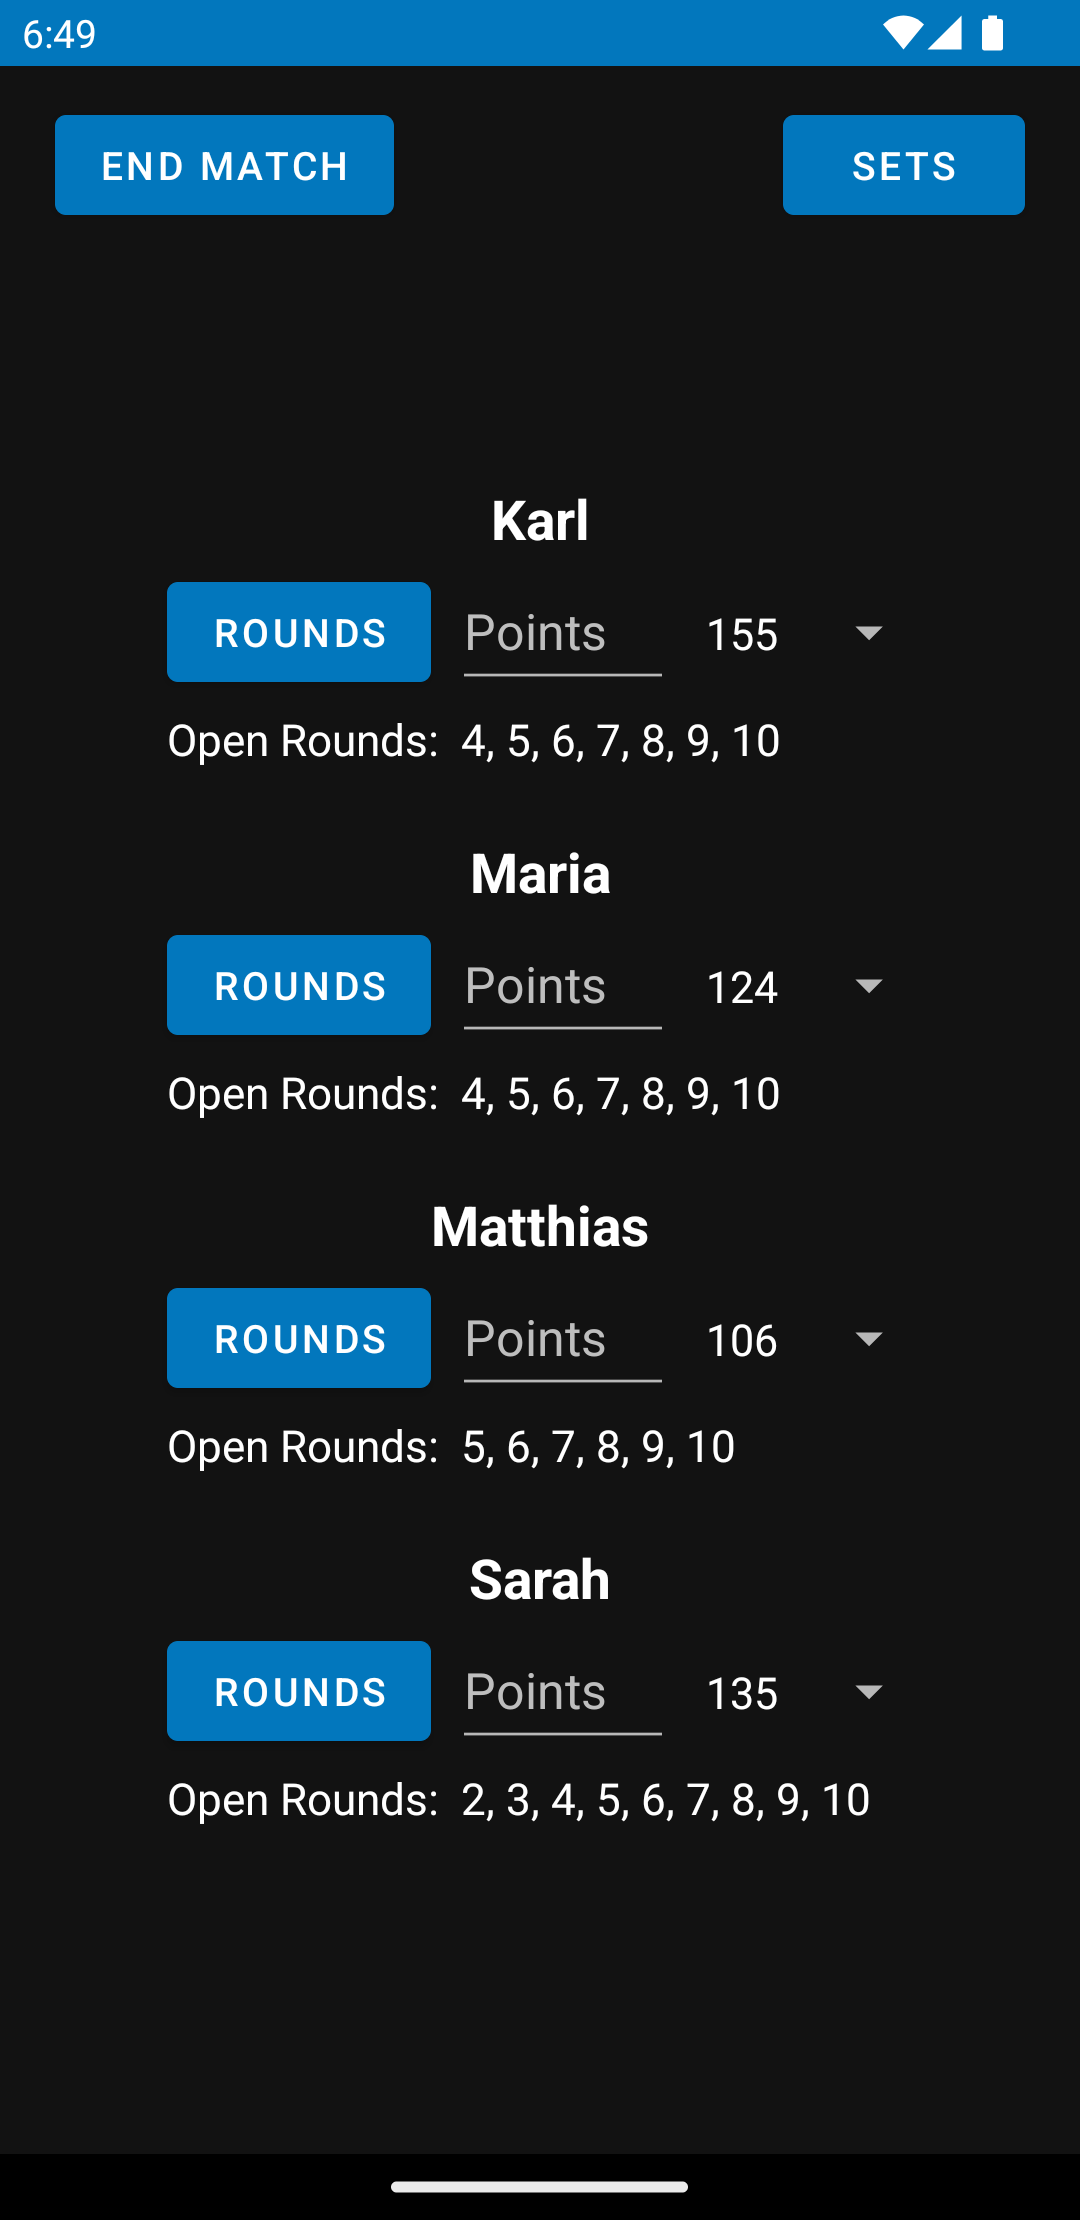 6:49
END MATCH SETS
Karl
ROUNDS Points 155
Open Rounds: 4, 5, 6, 7, 8, 9, 10
Maria
ROUNDS Points 124
Open Rounds: 4, 5, 6, 7, 8, 9, 10
Matthias
ROUNDS Points 106
Open Rounds: 5, 6, 7, 8, 9, 10
Sarah
ROUNDS Points 135
Open Rounds: 2, 3, 4, 5, 6, 7, 8, 9, 10